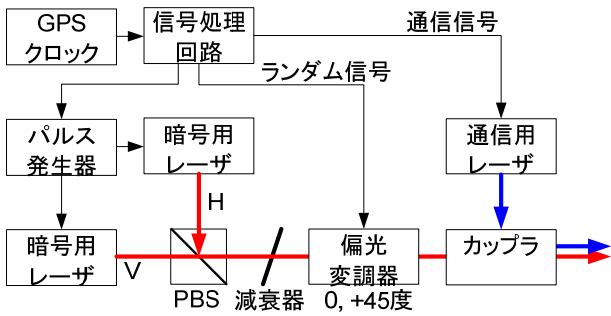 GPS
クロック
信号処理
回路
通信信号
ランダム信号
パルス
発生器
暗号用
レーザ
通信用
レーザ
H
暗号用
レーザ
V
PBS
減衰器
偏光
変調器
0, +45度
カップラ